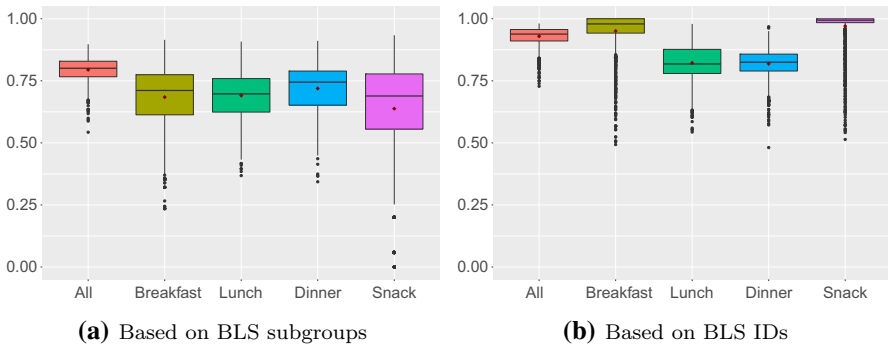 1.00
0.75
0.50
0.25
0.00
All Breakfast Lunch Dinner Snack
(a) Based on BLS subgroups
1.00
0.75
0.50
0.25
0.00
All Breakfast Lunch Dinner Snack
(b) Based on BLS IDs